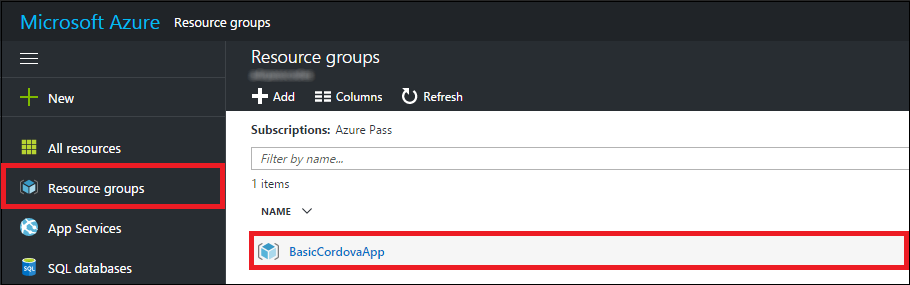 Microsoft Azure Resource groups
Resource groups
Add Columns Refresh
New
All resources
Resource groups
App Services
SQL databases
SQL
Subscriptions: Azure Pass
Filter by name...
1 items
NAME
BasicCordovaApp